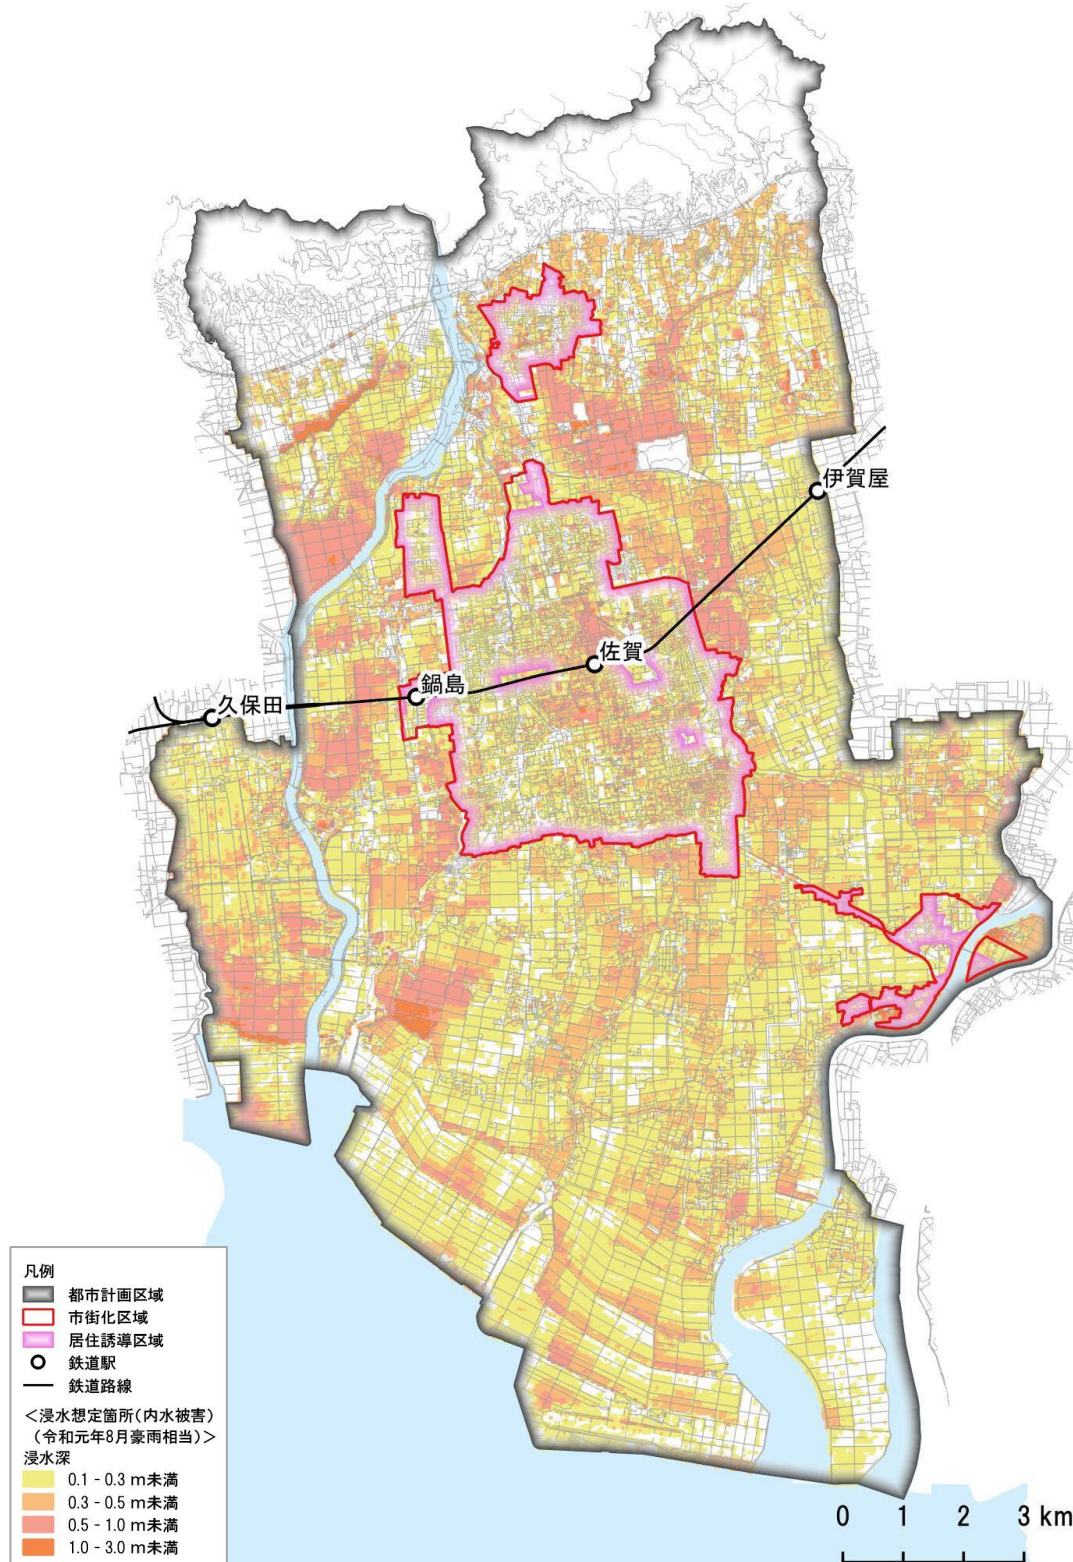 伊賀屋
佐賀
鍋島
久保田
凡例
都市計画区域
市街化区域
居住誘導区域
鉄道駅
鉄道路線
<浸水想定箇所(内水被害)
(令和元年8月豪雨相当)>
浸水深
0.1 - 0.3 m未満
0.3 - 0.5 m未満
0.5 - 1.0 m未満
1.0 - 3.0 m未満
0 1 2 3 km